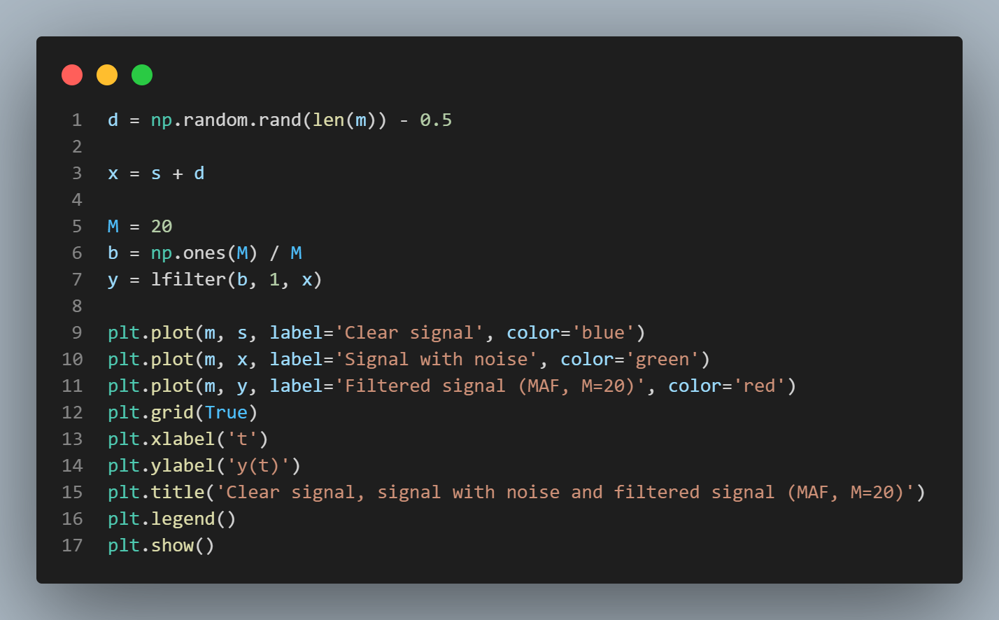 1 d = np.random.rand(len(m)) - 0.5
2
3 x = s + d
4
5 M = 20
6 b = np.ones(M) / M
7 y = lfilter(b, 1, x)
8
9 plt.plot(m, s, label='Clear signal', color='blue')
10 plt.plot(m, x, label='Signal with noise', color='green')
11 plt.plot(m, y, label='Filtered signal (MAF, M=20)', color='red')
12 plt.grid(True)
13 plt.xlabel('t')
14 plt.ylabel('y(t)')
15 plt.title('Clear signal, signal with noise and filtered signal (MAF, M=20)')
16 plt.legend()
17 plt.show()